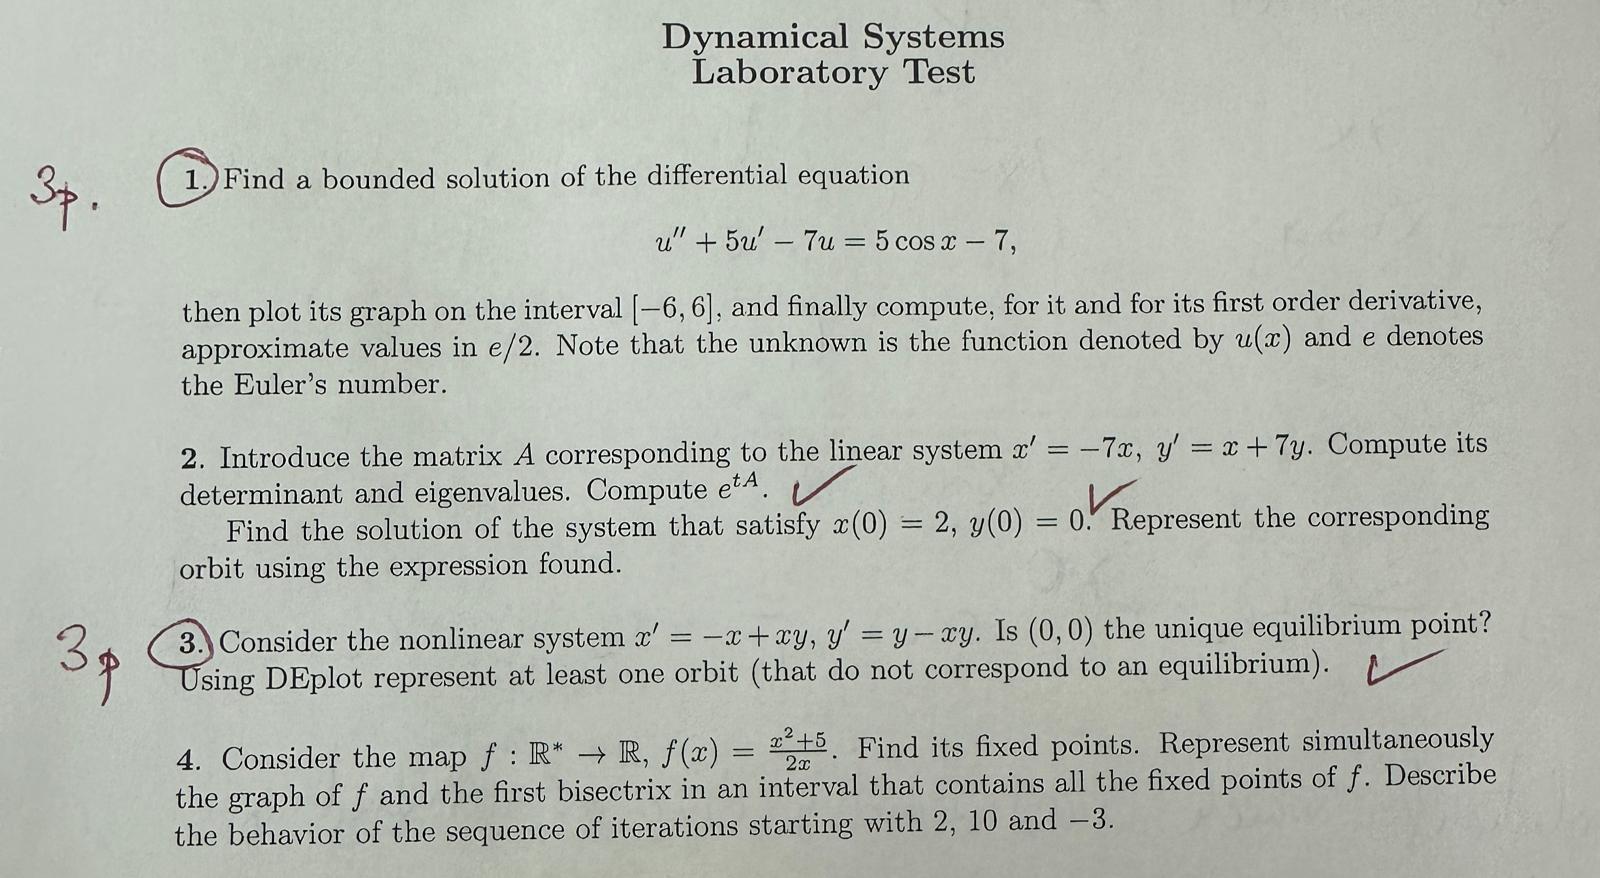 Dynamical Systems
Laboratory Test
3p.
1. Find a bounded solution of the differential equation
u″ + 5u′ − 7u = 5 cos x − 7,
then plot its graph on the interval [−6, 6], and finally compute, for it and for its first order derivative,
approximate values in e/2. Note that the unknown is the function denoted by u(x) and e denotes
the Euler's number.
2. Introduce the matrix A corresponding to the linear system x′ = −7x, y′ = x + 7y. Compute its
determinant and eigenvalues. Compute e^{tA}. ✓
Find the solution of the system that satisfy x(0) = 2, y(0) = 0. ✓ Represent the corresponding
orbit using the expression found.
3p
3. Consider the nonlinear system x′ = −x + xy, y′ = y − xy. Is (0, 0) the unique equilibrium point?
Using DEplot represent at least one orbit (that do not correspond to an equilibrium). ✓
4. Consider the map f : ℝ* → ℝ, f(x) = \frac{x²+5}{2x}. Find its fixed points. Represent simultaneously
the graph of f and the first bisectrix in an interval that contains all the fixed points of f. Describe
the behavior of the sequence of iterations starting with 2, 10 and −3.